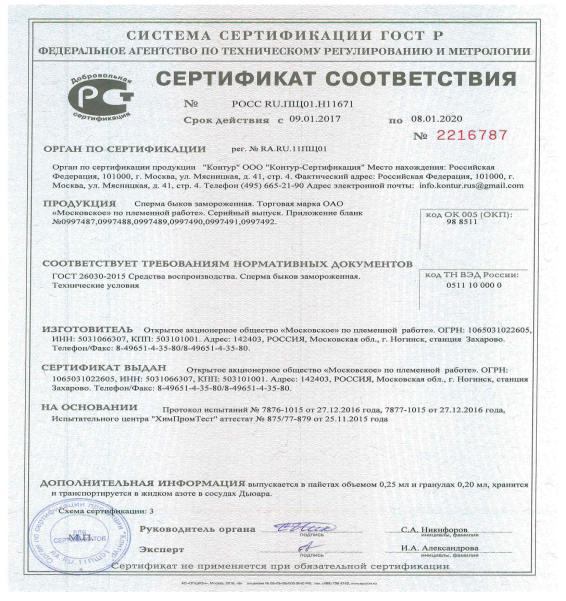 СИСТЕМА СЕРТИФИКАЦИИ ГОСТ Р
ФЕДЕРАЛЬНОЕ АГЕНТСТВО ПО ТЕХНИЧЕСКОМУ РЕГУЛИРОВАНИЮ И МЕТРОЛОГИИ
Добровольная
сертификация
СЕРТИФИКАТ СООТВЕТСТВИЯ
№ РОСС RU.ПЩ01.Н11671
Срок действия с 09.01.2017 по 08.01.2020
№ 2216787
ОРГАН ПО СЕРТИФИКАЦИИ рег. № RA.RU.11ПЩ01
Орган по сертификации продукции "Контур" ООО "Контур-Сертификация" Место нахождения: Российская
Федерация, 101000, г. Москва, ул. Мясницкая, д. 41, стр. 4. Фактический адрес: Российская Федерация, 101000, г.
Москва, ул. Мясницкая, д. 41, стр. 4. Телефон (495) 665-21-90 Адрес электронной почты: info.kontur.rus@gmail.com
ПРОДУКЦИЯ Сперма быков замороженная. Торговая марка ОАО
«Московское» по племенной работе». Серийный выпуск. Приложение бланк
№0997487,0997488,0997489,0997490,0997491,0997492.
код ОК 005 (ОКП):
98 8511
СООТВЕТСТВУЕТ ТРЕБОВАНИЯМ НОРМАТИВНЫХ ДОКУМЕНТОВ
ГОСТ 26030-2015 Средства воспроизводства. Сперма быков замороженная.
Технические условия
код ТН ВЭД России:
0511 10 000 0
ИЗГОТОВИТЕЛЬ Открытое акционерное общество «Московское» по племенной работе». ОГРН: 1065031022605,
ИНН: 5031066307, КПП: 503101001. Адрес: 142403, РОССИЯ, Московская обл., г. Ногинск, станция Захарово.
Телефон/Факс: 8-49651-4-35-80/8-49651-4-35-80.
СЕРТИФИКАТ ВЫДАН Открытое акционерное общество «Московское» по племенной работе». ОГРН:
1065031022605, ИНН: 5031066307, КПП: 503101001. Адрес: 142403, РОССИЯ, Московская обл., г. Ногинск, станция
Захарово. Телефон/Факс: 8-49651-4-35-80/8-49651-4-35-80.
НА ОСНОВАНИИ Протокол испытаний № 7876-1015 от 27.12.2016 года, 7877-1015 от 27.12.2016 года,
Испытательного центра "ХимПромТест" аттестат № 875/77-879 от 25.11.2015 года
ДОПОЛНИТЕЛЬНАЯ ИНФОРМАЦИЯ выпускается в пайетах объемом 0,25 мл и гранулах 0,20 мл, хранится
и транспортируется в жидком азоте в сосудах Дьюара.
Схема сертификации: 3
М.П.
Руководитель органа
подпись
С.А. Никифоров
инициалы, фамилия
Эксперт
подпись
И.А. Александрова
инициалы, фамилия
Сертификат не применяется при обязательной сертификации